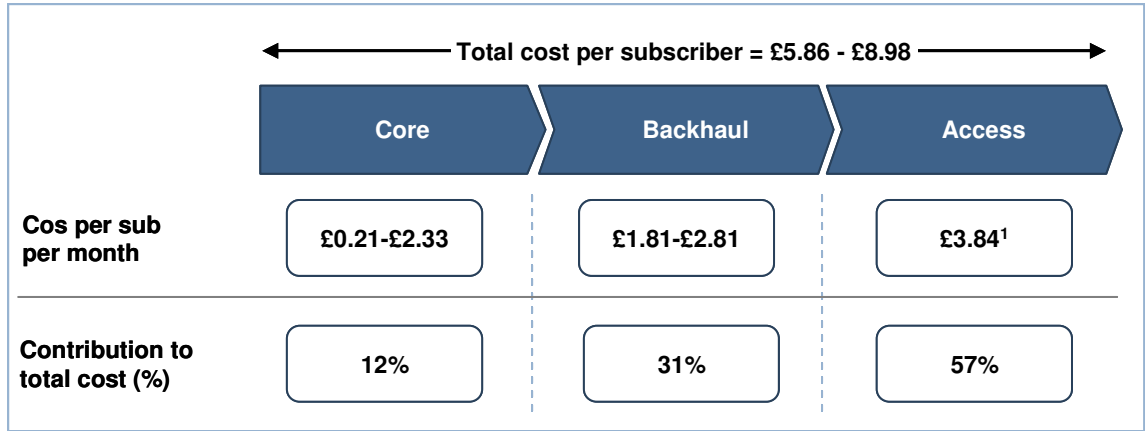 Total cost per subscriber = £5.86 - £8.98
Core
Backhaul
Access
Cos per sub
per month
£0.21-£2.33
£1.81-£2.81
£3.84¹
Contribution to
total cost (%)
12%
31%
57%